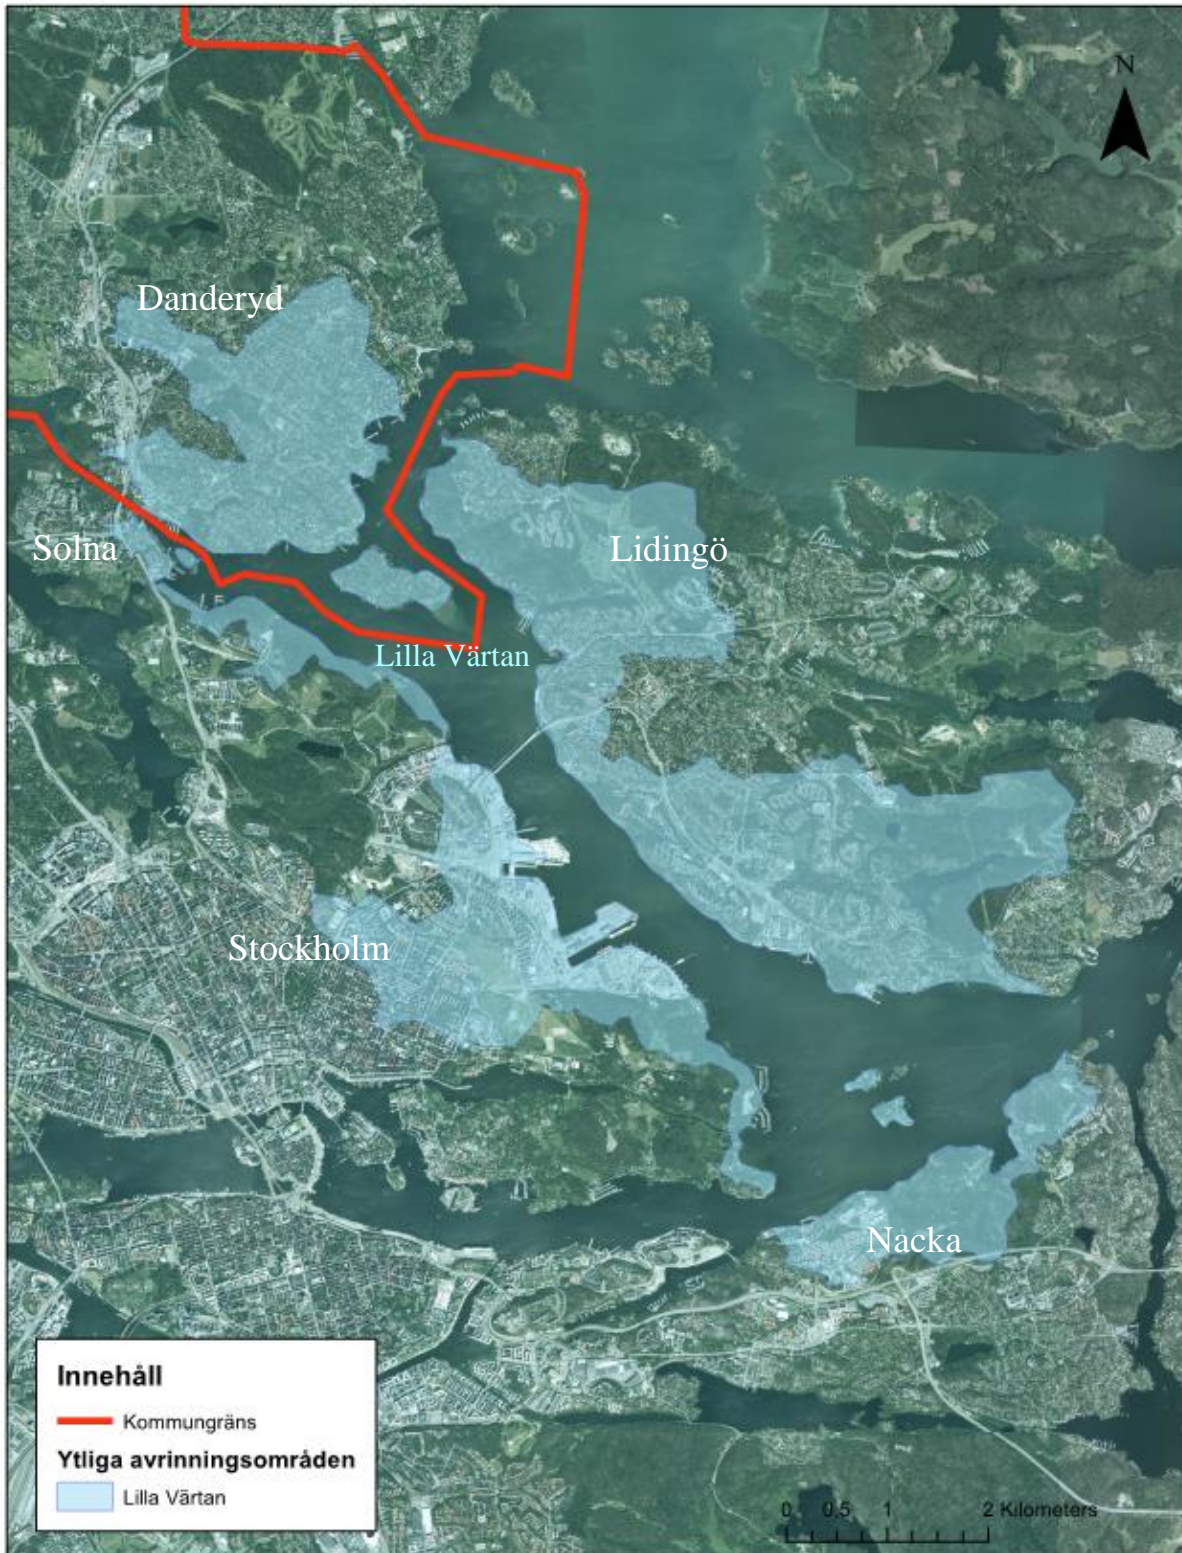 N
Danderyd
Solna
Lidingö
Lilla Värtan
Stockholm
Nacka
Innehåll
Kommungräns
Ytliga avrinningsområden
Lilla Värtan
0 0.5 1 2 Kilometers